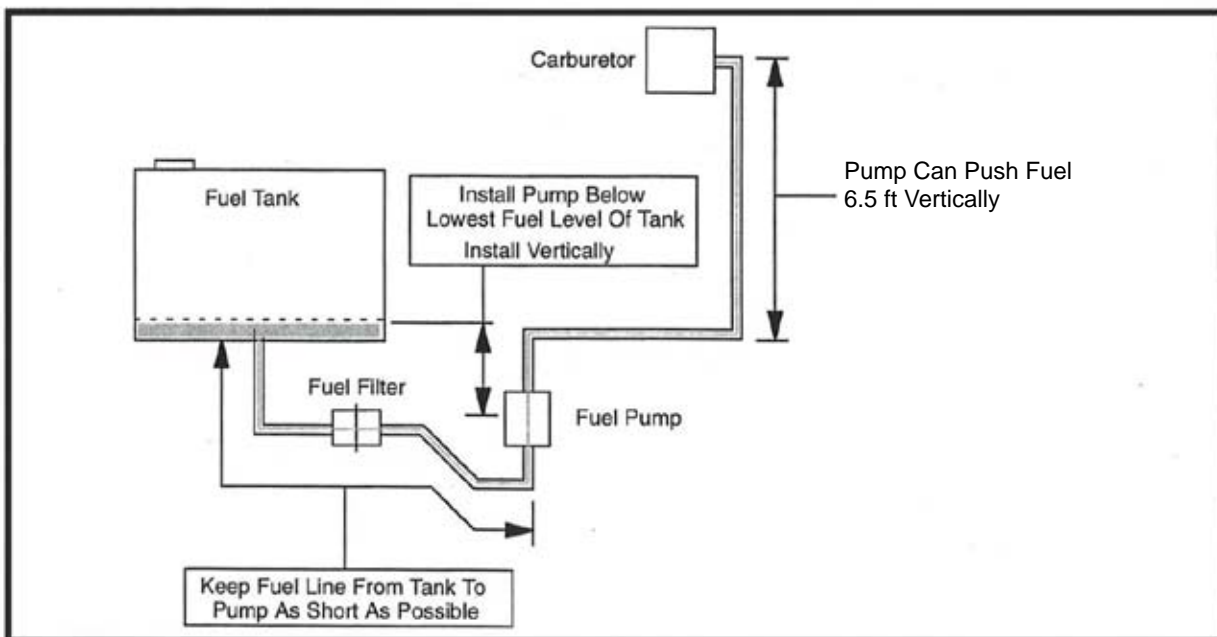 Carburetor
Pump Can Push Fuel
6.5 ft Vertically
Fuel Tank
Install Pump Below
Lowest Fuel Level Of Tank
Install Vertically
Fuel Filter
Fuel Pump
Keep Fuel Line From Tank To
Pump As Short As Possible